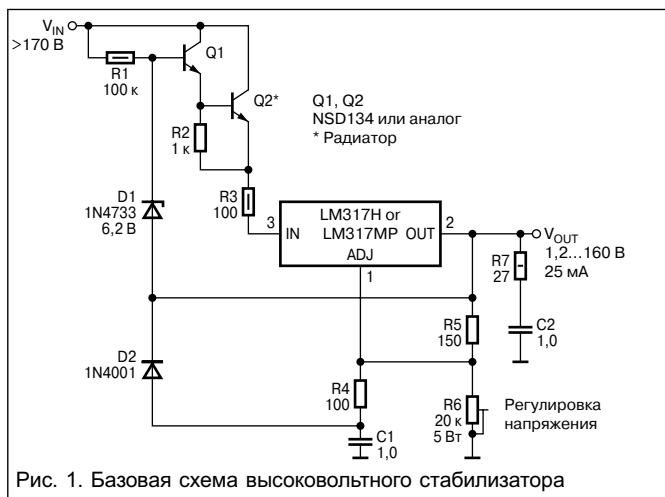 V_IN
>170 В
R1
100 к
Q1
Q2*
Q1, Q2
NSD134 или аналог
* Радиатор
R2
1 к
D1
1N4733
6,2 В
R3
100
3
IN
LM317H or
LM317MP
OUT
ADJ
2
1
V_OUT
1,2...160 В
25 мА
R7
27
C2
1,0
R5
150
D2
1N4001
R4
100
C1
1,0
R6
20 к
5 Вт
Регулировка
напряжения
Рис. 1. Базовая схема высоковольтного стабилизатора